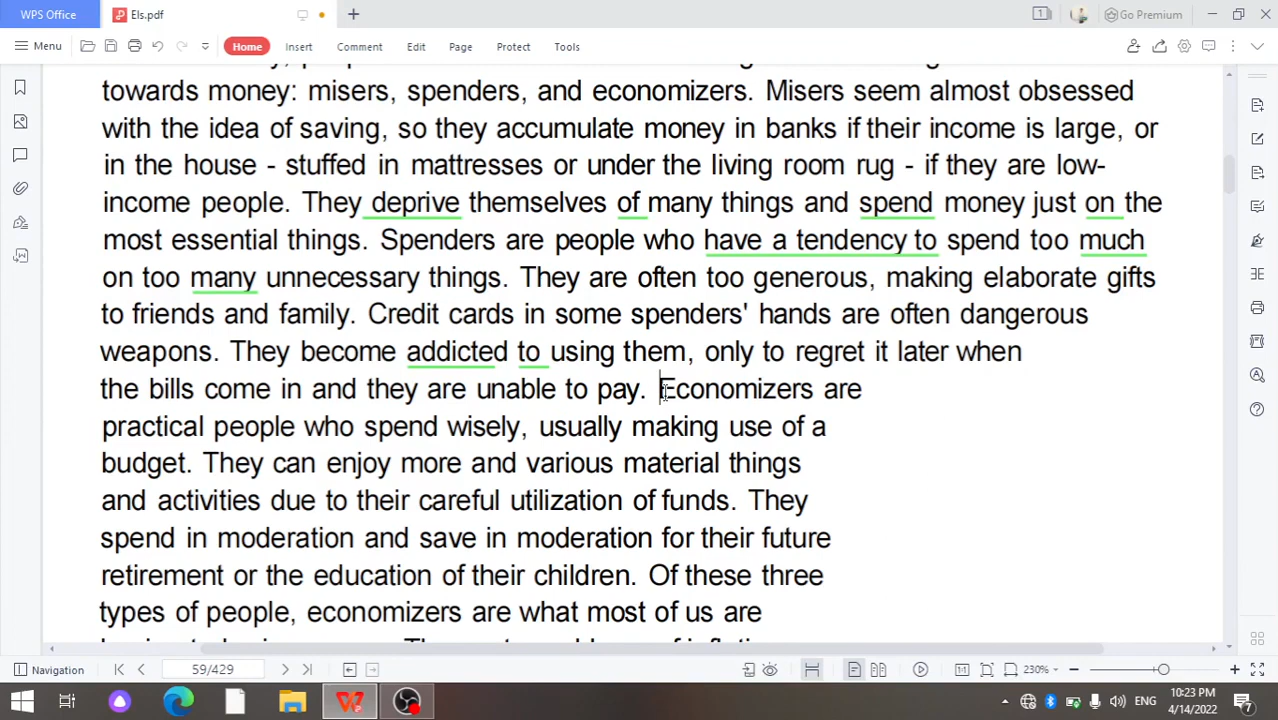 WPS Office
Els.pdf
1
Go Premium
Menu
Home
Insert
Comment
Edit
Page
Protect
Tools
towards money: misers, spenders, and economizers. Misers seem almost obsessed
with the idea of saving, so they accumulate money in banks if their income is large, or
in the house - stuffed in mattresses or under the living room rug - if they are low-
income people. They deprive themselves of many things and spend money just on the
most essential things. Spenders are people who have a tendency to spend too much
on too many unnecessary things. They are often too generous, making elaborate gifts
to friends and family. Credit cards in some spenders' hands are often dangerous
weapons. They become addicted to using them, only to regret it later when
the bills come in and they are unable to pay. Economizers are
practical people who spend wisely, usually making use of a
budget. They can enjoy more and various material things
and activities due to their careful utilization of funds. They
spend in moderation and save in moderation for their future
retirement or the education of their children. Of these three
types of people, economizers are what most of us are
Navigation
59/429
1:1
230%
ENG
10:23 PM
4/14/2022
7